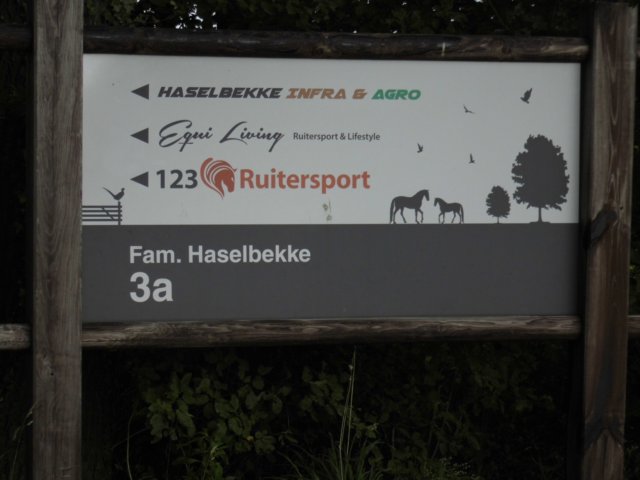 HASELBEKKE INFRA & AGRO
Equi Living Ruitersport & Lifestyle
123 Ruitersport
Fam. Haselbekke
3a